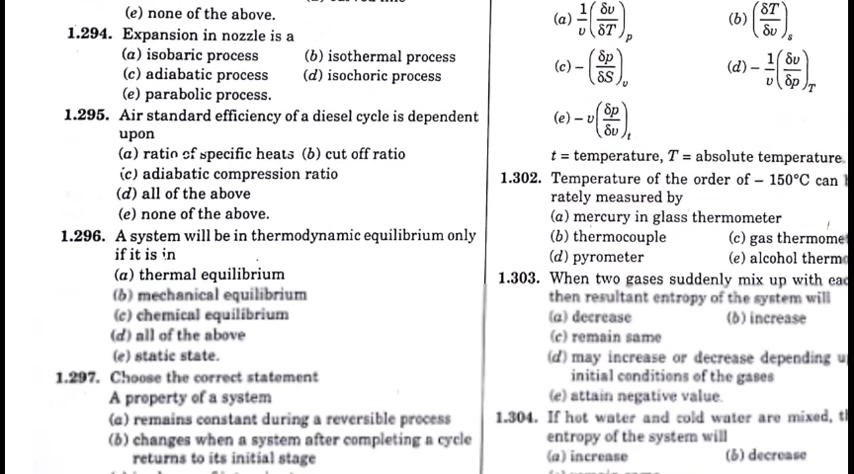 (e) none of the above.
1.294. Expansion in nozzle is a
(a) isobaric process (b) isothermal process
(c) adiabatic process (d) isochoric process
(e) parabolic process.
1.295. Air standard efficiency of a diesel cycle is dependent
upon
(a) ratio of specific heats (b) cut off ratio
(c) adiabatic compression ratio
(d) all of the above
(e) none of the above.
1.296. A system will be in thermodynamic equilibrium only
if it is in
(a) thermal equilibrium
(b) mechanical equilibrium
(c) chemical equilibrium
(d) all of the above
(e) static state.
1.297. Choose the correct statement
A property of a system
(a) remains constant during a reversible process
(b) changes when a system after completing a cycle
returns to its initial stage
(a) 1/υ (δυ/δT)p (b) (δT/δυ)s
(c) – (δp/δS)υ (d) – 1/υ (δυ/δp)T
(e) – υ (δp/δυ)t
t = temperature, T = absolute temperature.
1.302. Temperature of the order of – 150°C can
rately measured by
(a) mercury in glass thermometer
(b) thermocouple (c) gas thermome
(d) pyrometer (e) alcohol thermo
1.303. When two gases suddenly mix up with eac
then resultant entropy of the system will
(a) decrease (b) increase
(c) remain same
(d) may increase or decrease depending u
initial conditions of the gases
(e) attain negative value.
1.304. If hot water and cold water are mixed, t
entropy of the system will
(a) increase (b) decrease